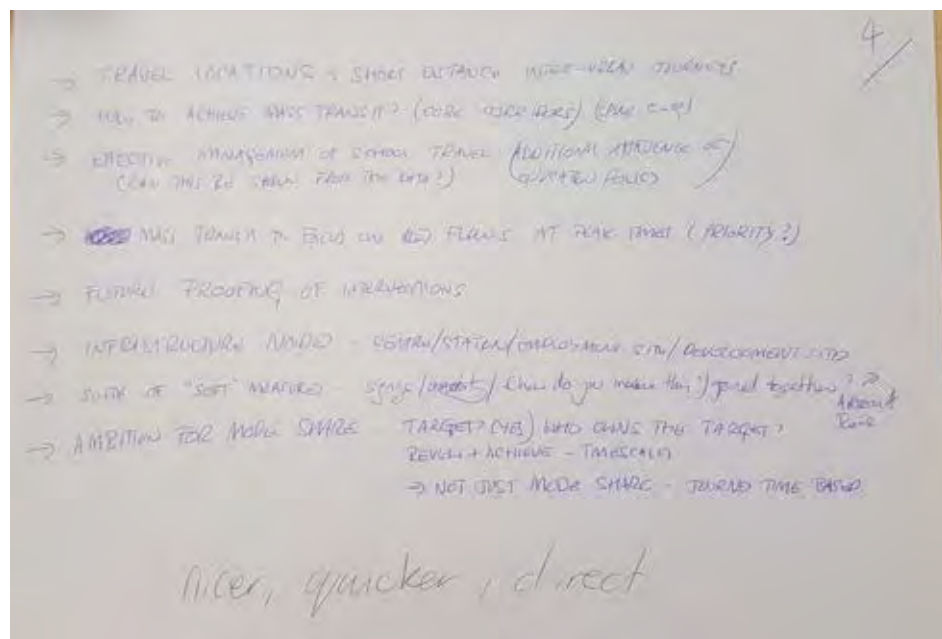 4/
→ TRAVEL LOCATIONS & SHORT DISTANCE INTER-URBAN JOURNEYS
→ HOW TO ACHIEVE MASS TRANSIT? (CORE
→ EFFECTIVE MANAGEMENT OF SCHOOL TRAVEL (ADDITIONAL
(CAN THIS BE SHOWN FROM THE DATA?)
→ MASS TRANSIT TO FOCUS ON KEY FLOWS AT PEAK TIMES (PRIORITY?)
→ FUTURE PROOFING OF INTERVENTIONS
→ INFRASTRUCTURE NEEDED - /STATION/EMPLOYMENT SITE/DEVELOPMENT SITE
→ SUITE OF "SOFT" MEASURES - /(how do you make this?) joined together?
→ AMBITION FOR MODE SHARE - TARGET? (YES) WHO OWNS THE TARGET?
REVIEW + ACHIEVE - TIMESCALES
→ NOT JUST MODE SHARE - JOURNEY TIME BASED
nicer, quicker, direct